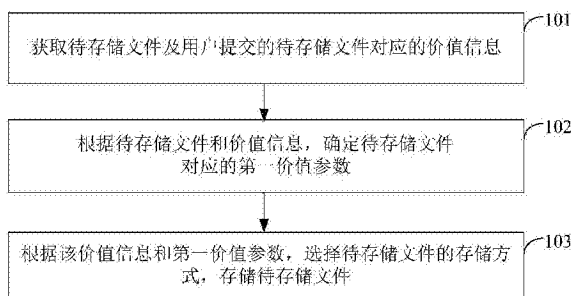 101
获取待存储文件及用户提交的待存储文件对应的价值信息
102
根据待存储文件和价值信息，确定待存储文件
对应的第一价值参数
103
根据该价值信息和第一价值参数，选择待存储文件的存储方
式，存储待存储文件